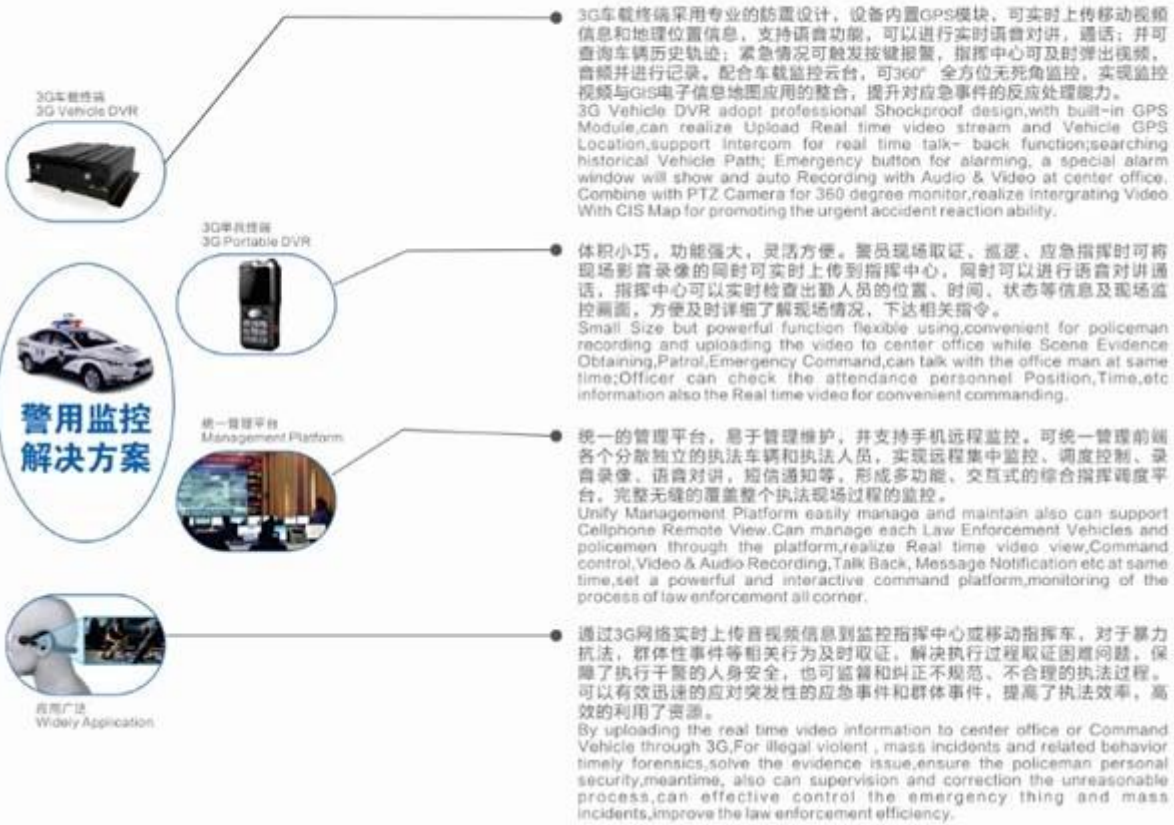 3G车载终端
3G Vehicle DVR
3G车载终端采用专业的防震设计，设备内置GPS模块，可实时上传移动视频
信息和地理位置信息，支持语音功能，可以进行实时语音对讲，通话；并可
查询车辆历史轨迹；紧急情况可触发按键报警，指挥中心可及时弹出视频，
音频并进行记录。配合车载监控云台，可360° 全方位无死角监控，实现监控
视频与GIS电子信息地图应用的整合，提升对应急事件的反应处理能力。
3G Vehicle DVR adopt professional Shockproof design,with built-in GPS
Module,can realize Upload Real time video stream and Vehicle GPS
Location,support Intercom for real time talk- back function;searching
historical Vehicle Path; Emergency button for alarming, a special alarm
window will show and auto Recording with Audio & Video at center office.
Combine with PTZ Camera for 360 degree monitor,realize Intergrating Video
With CIS Map for promoting the urgent accident reaction ability.
3G单兵终端
3G Portable DVR
体积小巧，功能强大，灵活方便。警员现场取证、巡逻、应急指挥时可将
现场影音录像的同时可实时上传到指挥中心，同时可以进行语音对讲通
话，指挥中心可以实时检查出勤人员的位置、时间、状态等信息及现场监
控画面，方便及时详细了解现场情况，下达相关指令。
Small Size but powerful function flexible using,convenient for policeman
recording and uploading the video to center office while Scene Evidence
Obtaining,Patrol,Emergency Command,can talk with the office man at same
time;Officer can check the attendance personnel Position,Time,etc
information also the Real time video for convenient commanding.
警用监控
解决方案
统一管理平台
Management Platform
统一的管理平台，易于管理维护，并支持手机远程监控。可统一管理前端
各个分散独立的执法车辆和执法人员，实现远程集中监控、调度控制、录
音录像、语音对讲，短信通知等，形成多功能、交互式的综合指挥调度平
台，完整无缝的覆盖整个执法现场过程的监控。
Unify Management Platform easily manage and maintain also can support
Cellphone Remote View.Can manage each Law Enforcement Vehicles and
policemen through the platform,realize Real time video view,Command
control,Video & Audio Recording,Talk Back, Message Notification etc at same
time,set a powerful and interactive command platform,monitoring of the
process of law enforcement all corner.
应用广泛
Widely Application
通过3G网络实时上传音视频信息到监控指挥中心或移动指挥车，对于暴力
抗法，群体性事件等相关行为及时取证，解决执行过程取证困难问题，保
障了执行干警的人身安全，也可监督和纠正不规范、不合理的执法过程。
可以有效迅速的应对突发性的应急事件和群体事件，提高了执法效率，高
效的利用了资源。
By uploading the real time video information to center office or Command
Vehicle through 3G,For illegal violent , mass incidents and related behavior
timely forensics,solve the evidence issue,ensure the policeman personal
security,meantime, also can supervision and correction the unreasonable
process,can effective control the emergency thing and mass
incidents,improve the law enforcement efficiency.